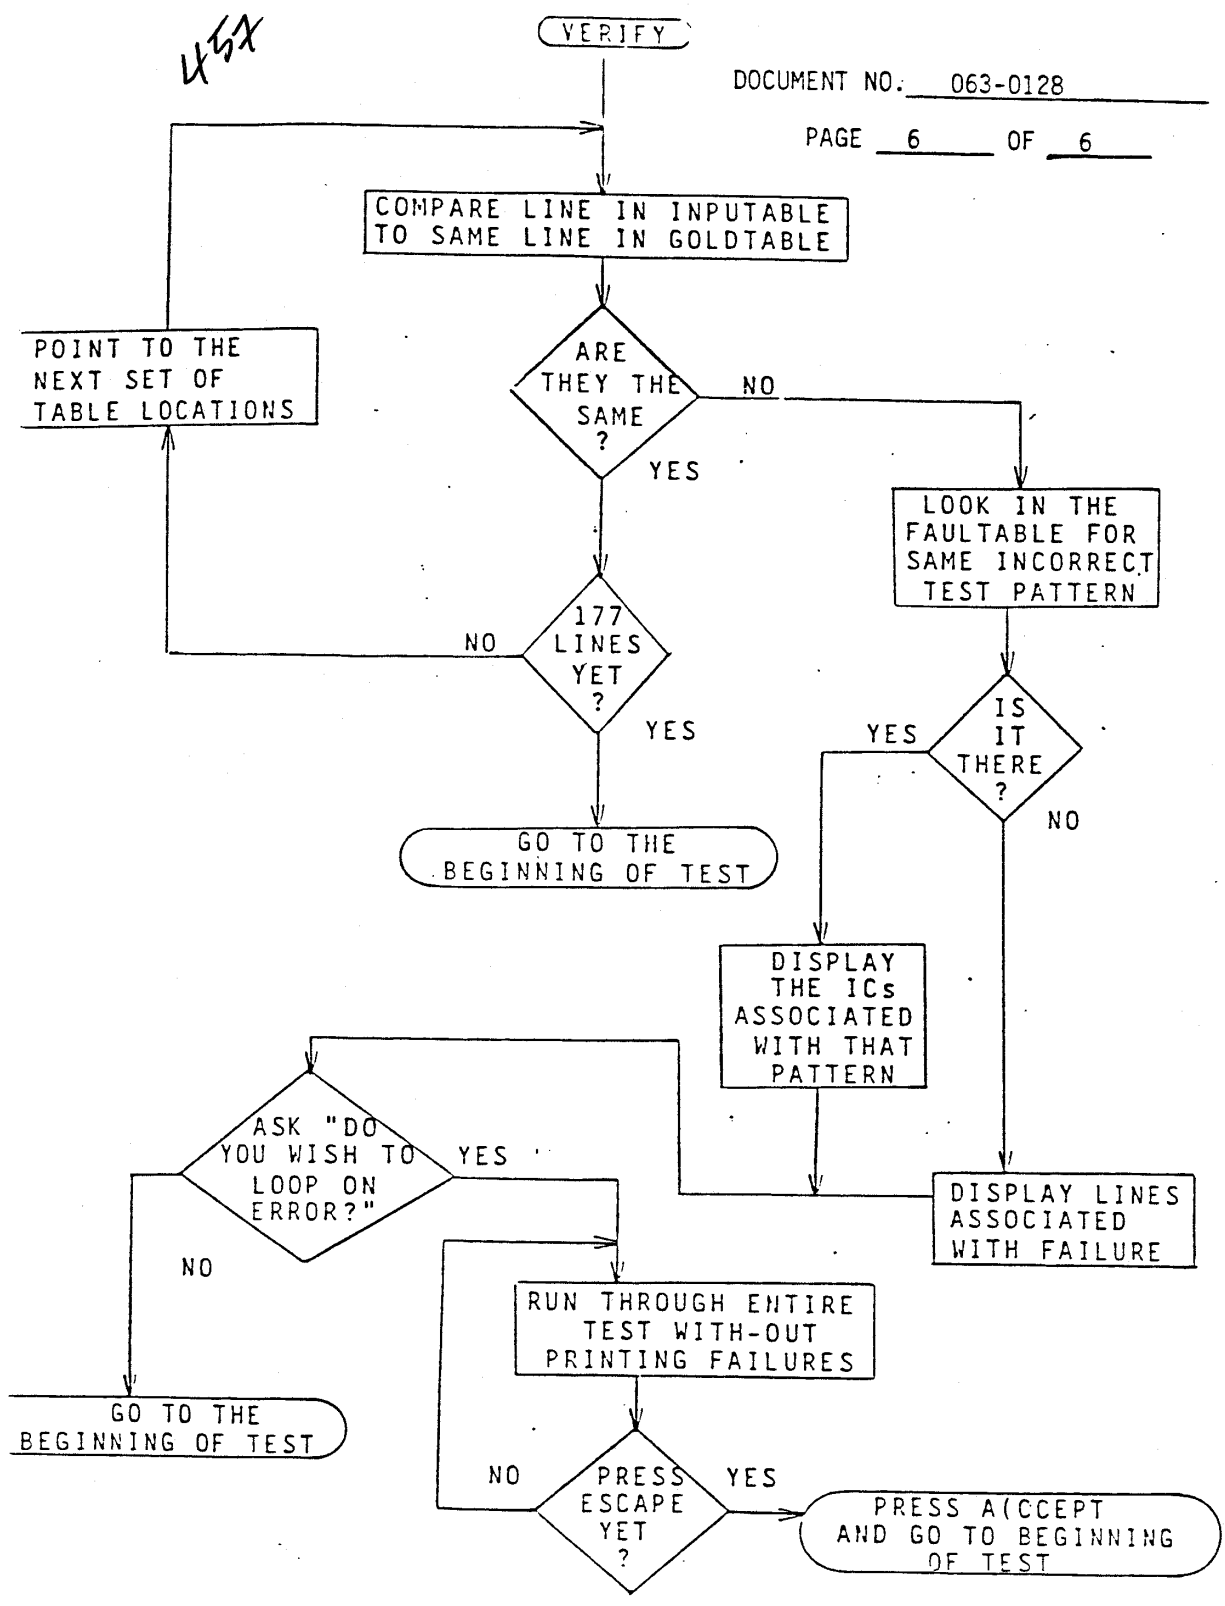 457
VERIFY
DOCUMENT NO. 063-0128
PAGE 6 OF 6
COMPARE LINE IN INPUTABLE
TO SAME LINE IN GOLDTABLE
POINT TO THE
NEXT SET OF
TABLE LOCATIONS
ARE
THEY THE
SAME
?
NO
YES
LOOK IN THE
FAULTABLE FOR
SAME INCORRECT
TEST PATTERN
177
LINES
YET
?
NO
YES
IS
IT
THERE
?
YES
NO
GO TO THE
BEGINNING OF TEST
DISPLAY
THE ICs
ASSOCIATED
WITH THAT
PATTERN
ASK "DO
YOU WISH TO
LOOP ON
ERROR?"
YES
NO
DISPLAY LINES
ASSOCIATED
WITH FAILURE
RUN THROUGH ENTIRE
TEST WITH-OUT
PRINTING FAILURES
GO TO THE
BEGINNING OF TEST
PRESS
ESCAPE
YET
?
NO
YES
PRESS A(CCEPT
AND GO TO BEGINNING
OF TEST